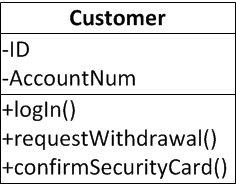 Customer
-ID
-AccountNum
+logIn()
+requestWithdrawal()
+confirmSecurityCard()